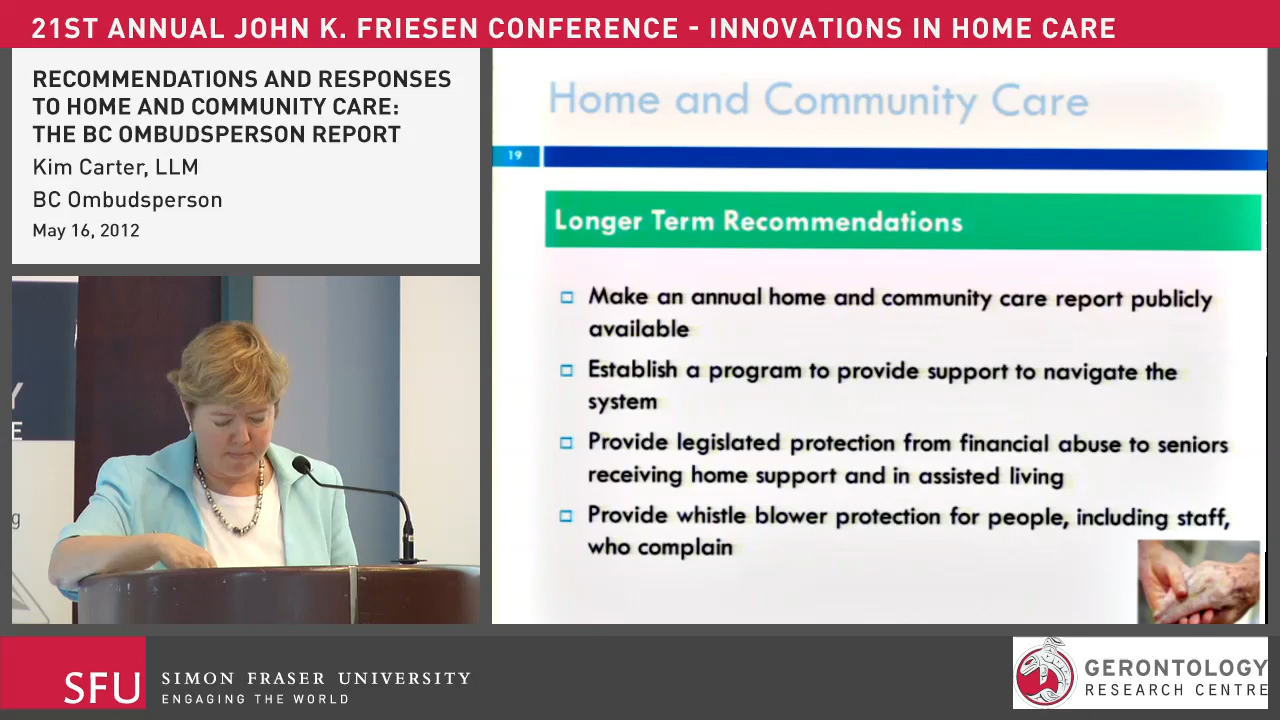 21ST ANNUAL JOHN K. FRIESEN CONFERENCE - INNOVATIONS IN HOME CARE
RECOMMENDATIONS AND RESPONSES
TO HOME AND COMMUNITY CARE:
THE BC OMBUDSPERSON REPORT
Kim Carter, LLM
BC Ombudsperson
May 16, 2012
Home and Community Care
19
Longer Term Recommendations
Make an annual home and community care report publicly
available
Establish a program to provide support to navigate the
system
Provide legislated protection from financial abuse to seniors
receiving home support and in assisted living
Provide whistle blower protection for people, including staff,
who complain
SFU
SIMON FRASER UNIVERSITY
ENGAGING THE WORLD
GERONTOLOGY
RESEARCH CENTRE